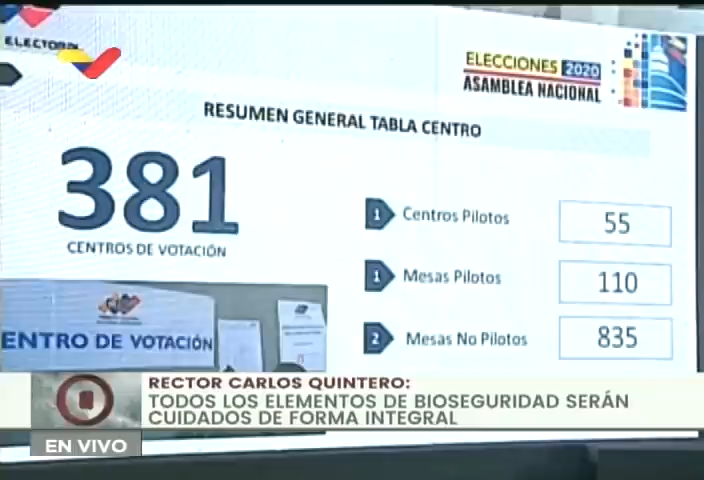 ELECTORAL
ELECCIONES 2020
ASAMBLEA NACIONAL
RESUMEN GENERAL TABLA CENTRO
381
CENTROS DE VOTACIÓN
1 Centros Pilotos 55
1 Mesas Pilotos 110
2 Mesas No Pilotos 835
ENTRO DE VOTACIÓN
RECTOR CARLOS QUINTERO:
TODOS LOS ELEMENTOS DE BIOSEGURIDAD SERÁN
CUIDADOS DE FORMA INTEGRAL
EN VIVO